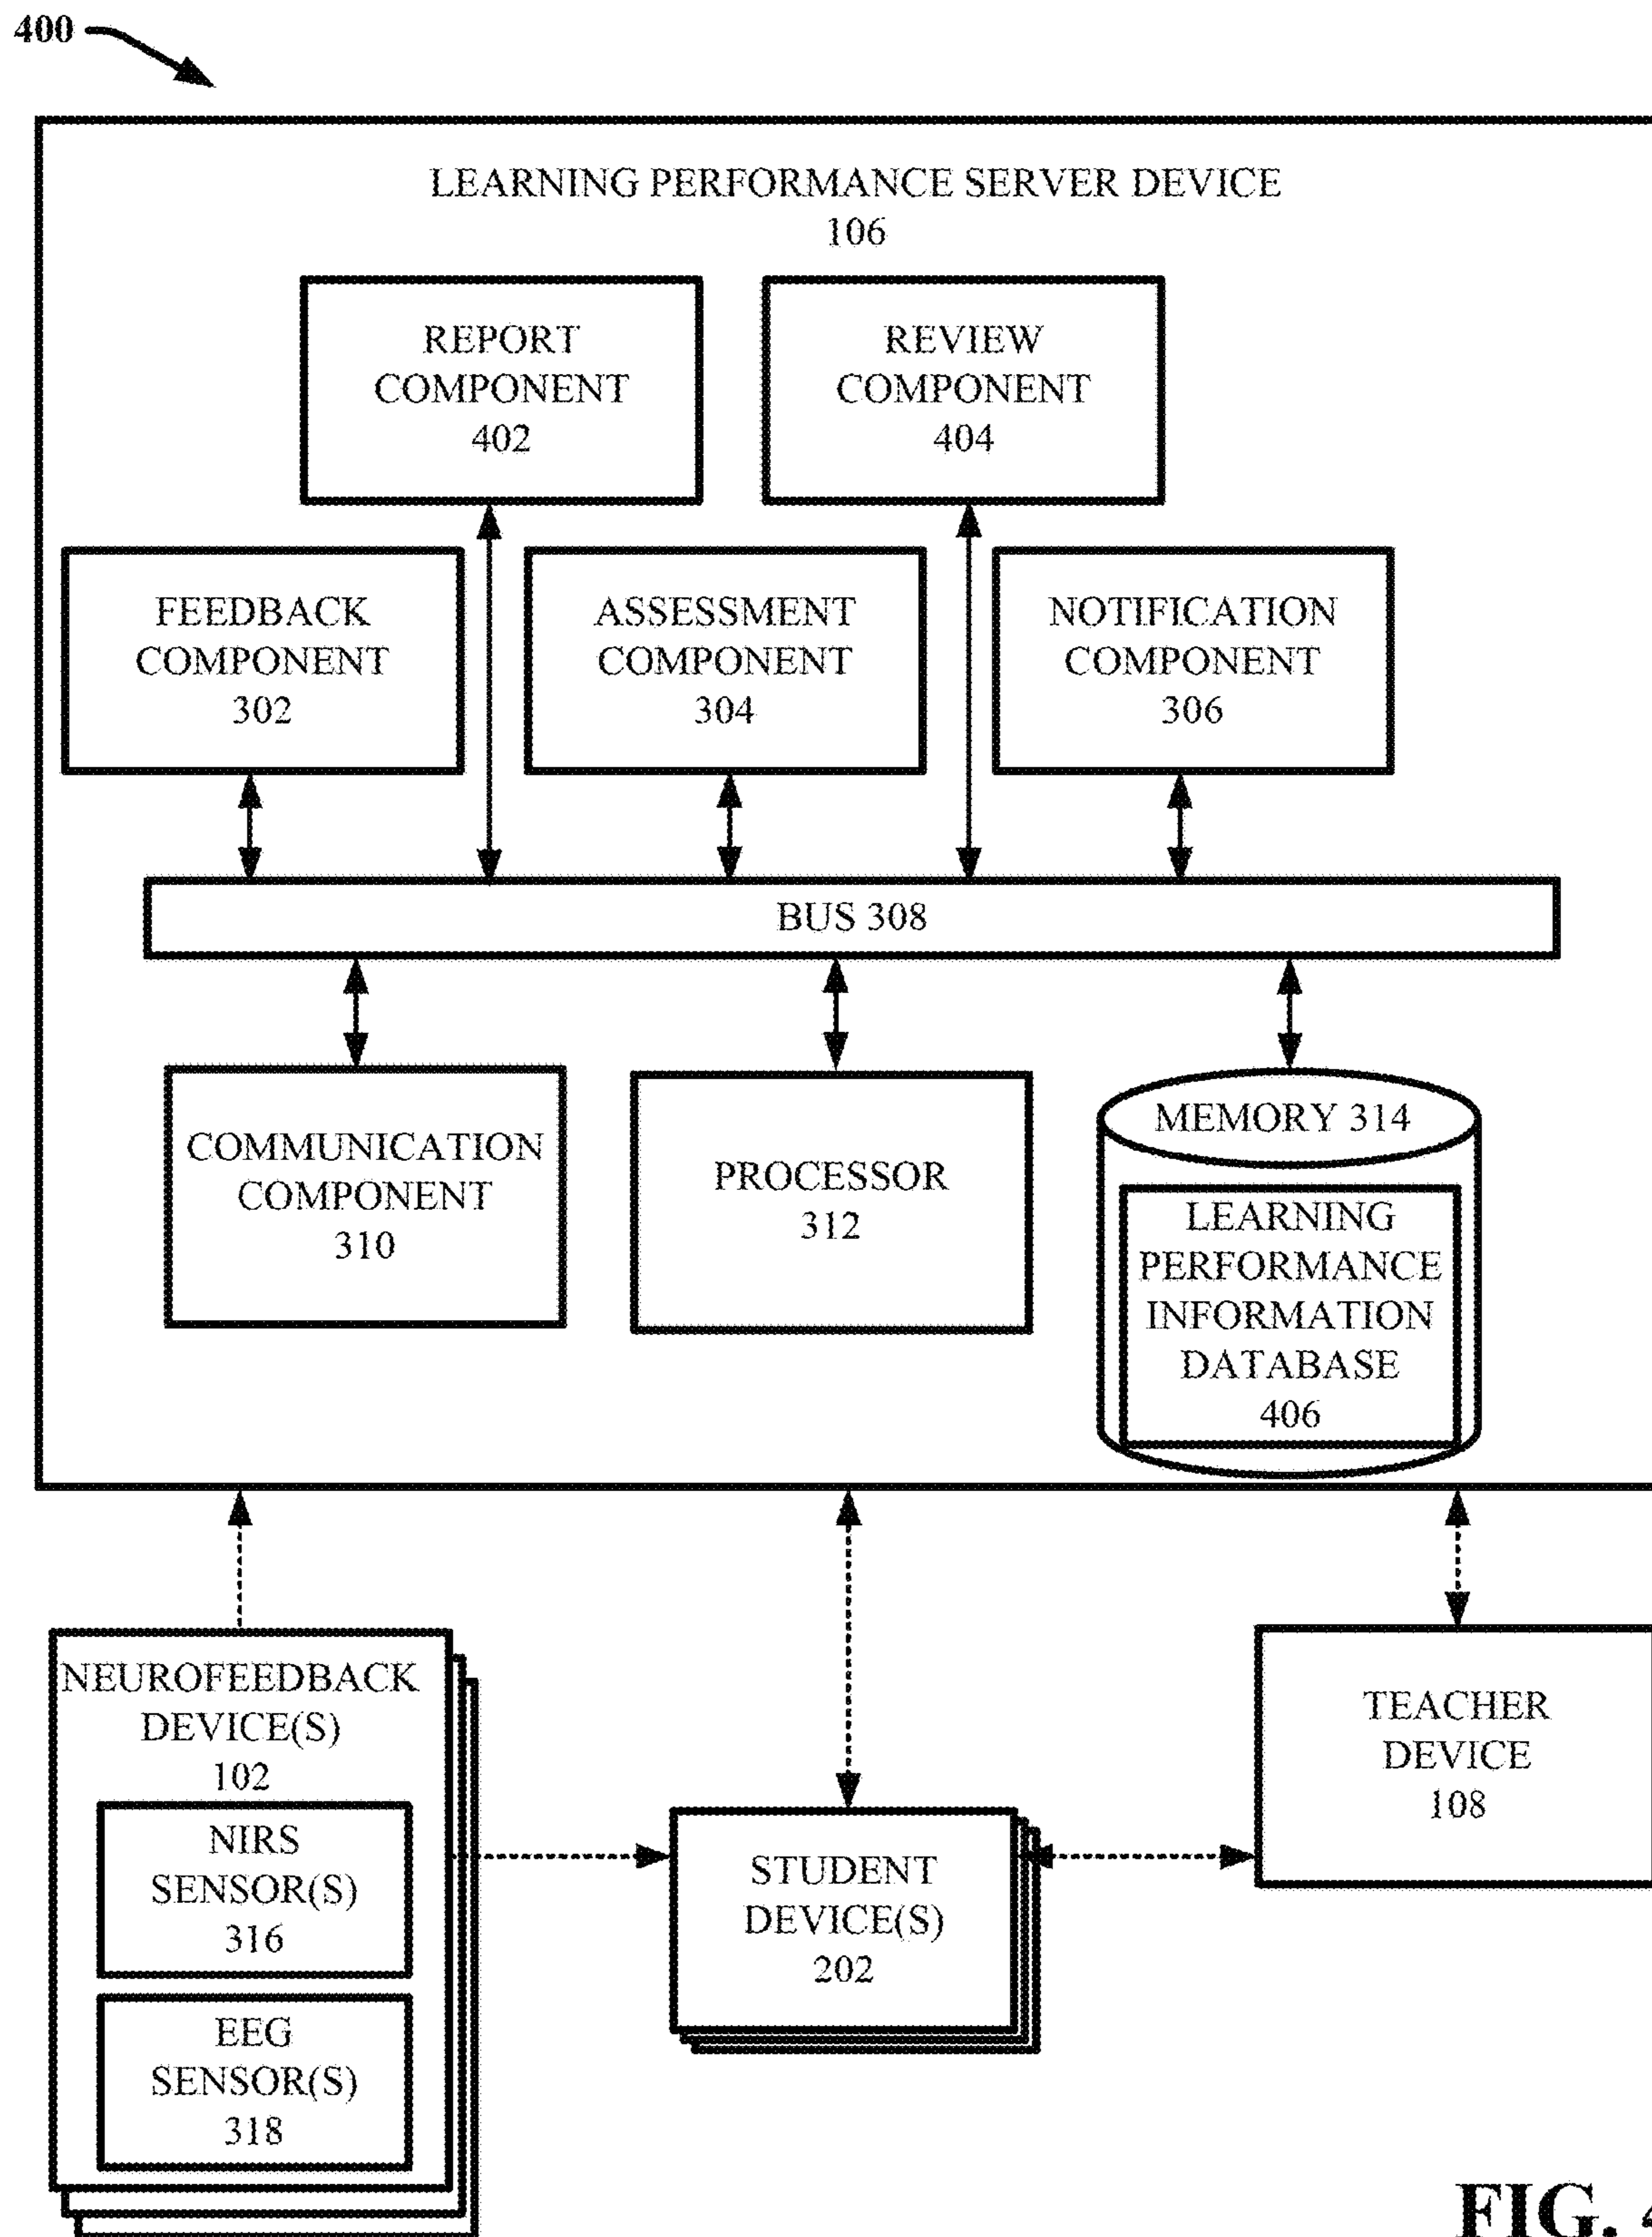 400
LEARNING PERFORMANCE SERVER DEVICE
106
REPORT
COMPONENT
402
REVIEW
COMPONENT
404
FEEDBACK
COMPONENT
302
ASSESSMENT
COMPONENT
304
NOTIFICATION
COMPONENT
306
BUS 308
COMMUNICATION
COMPONENT
310
PROCESSOR
312
MEMORY 314
LEARNING
PERFORMANCE
INFORMATION
DATABASE
406
NEUROFEEDBACK
DEVICE(S)
102
NIRS
SENSOR(S)
316
EEG
SENSOR(S)
318
STUDENT
DEVICE(S)
202
TEACHER
DEVICE
108
FIG. 4